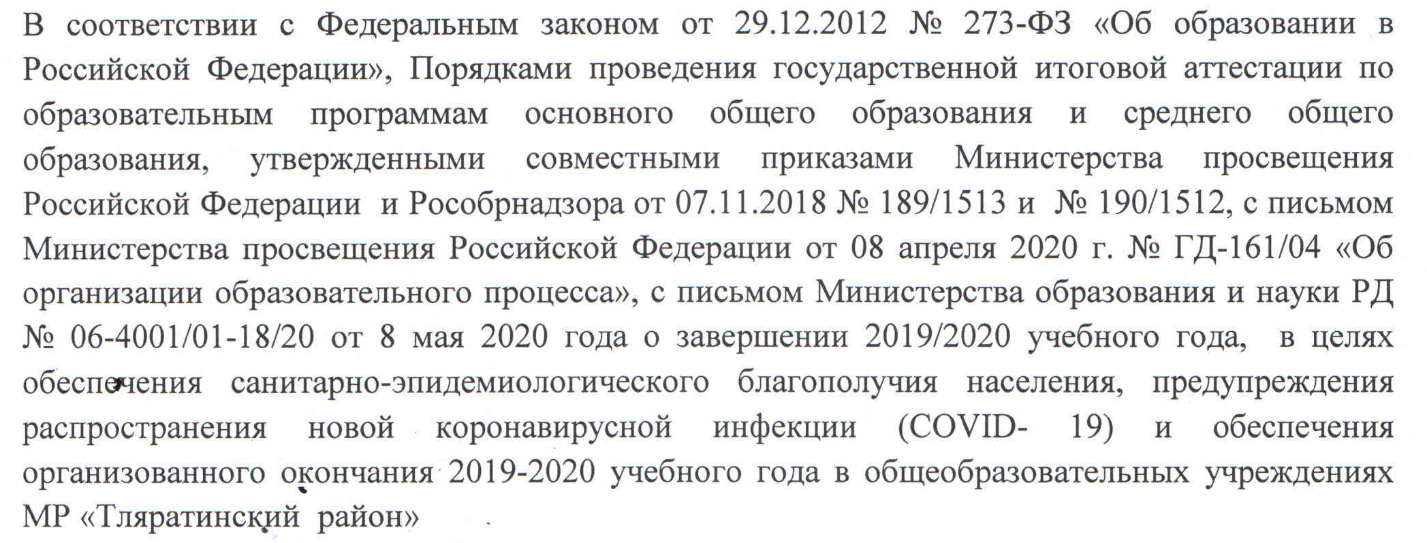 В соответствии с Федеральным законом от 29.12.2012 № 273-ФЗ «Об образовании в
Российской Федерации», Порядками проведения государственной итоговой аттестации по
образовательным программам основного общего образования и среднего общего
образования, утвержденными совместными приказами Министерства просвещения
Российской Федерации и Рособрнадзора от 07.11.2018 № 189/1513 и № 190/1512, с письмом
Министерства просвещения Российской Федерации от 08 апреля 2020 г. № ГД-161/04 «Об
организации образовательного процесса», с письмом Министерства образования и науки РД
№ 06-4001/01-18/20 от 8 мая 2020 года о завершении 2019/2020 учебного года, в целях
обеспечения санитарно-эпидемиологического благополучия населения, предупреждения
распространения новой коронавирусной инфекции (COVID- 19) и обеспечения
организованного окончания 2019-2020 учебного года в общеобразовательных учреждениях
МР «Тляратинский район»